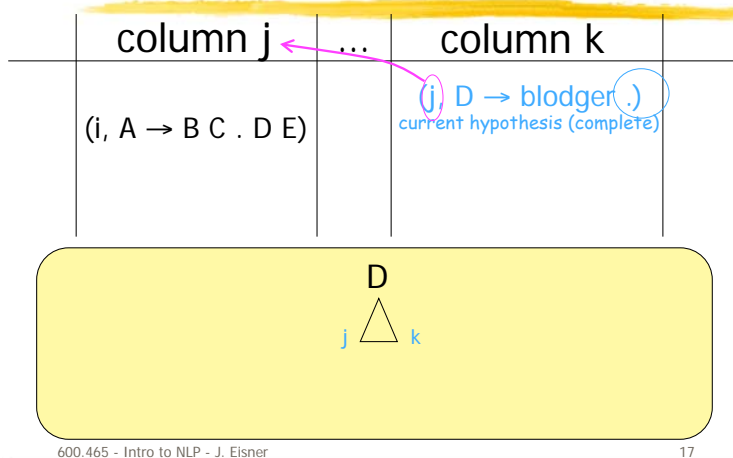 column j ... column k
(j, D → blodger .)
current hypothesis (complete)
(i, A → B C . D E)
D
j k
600.465 - Intro to NLP - J. Eisner 17